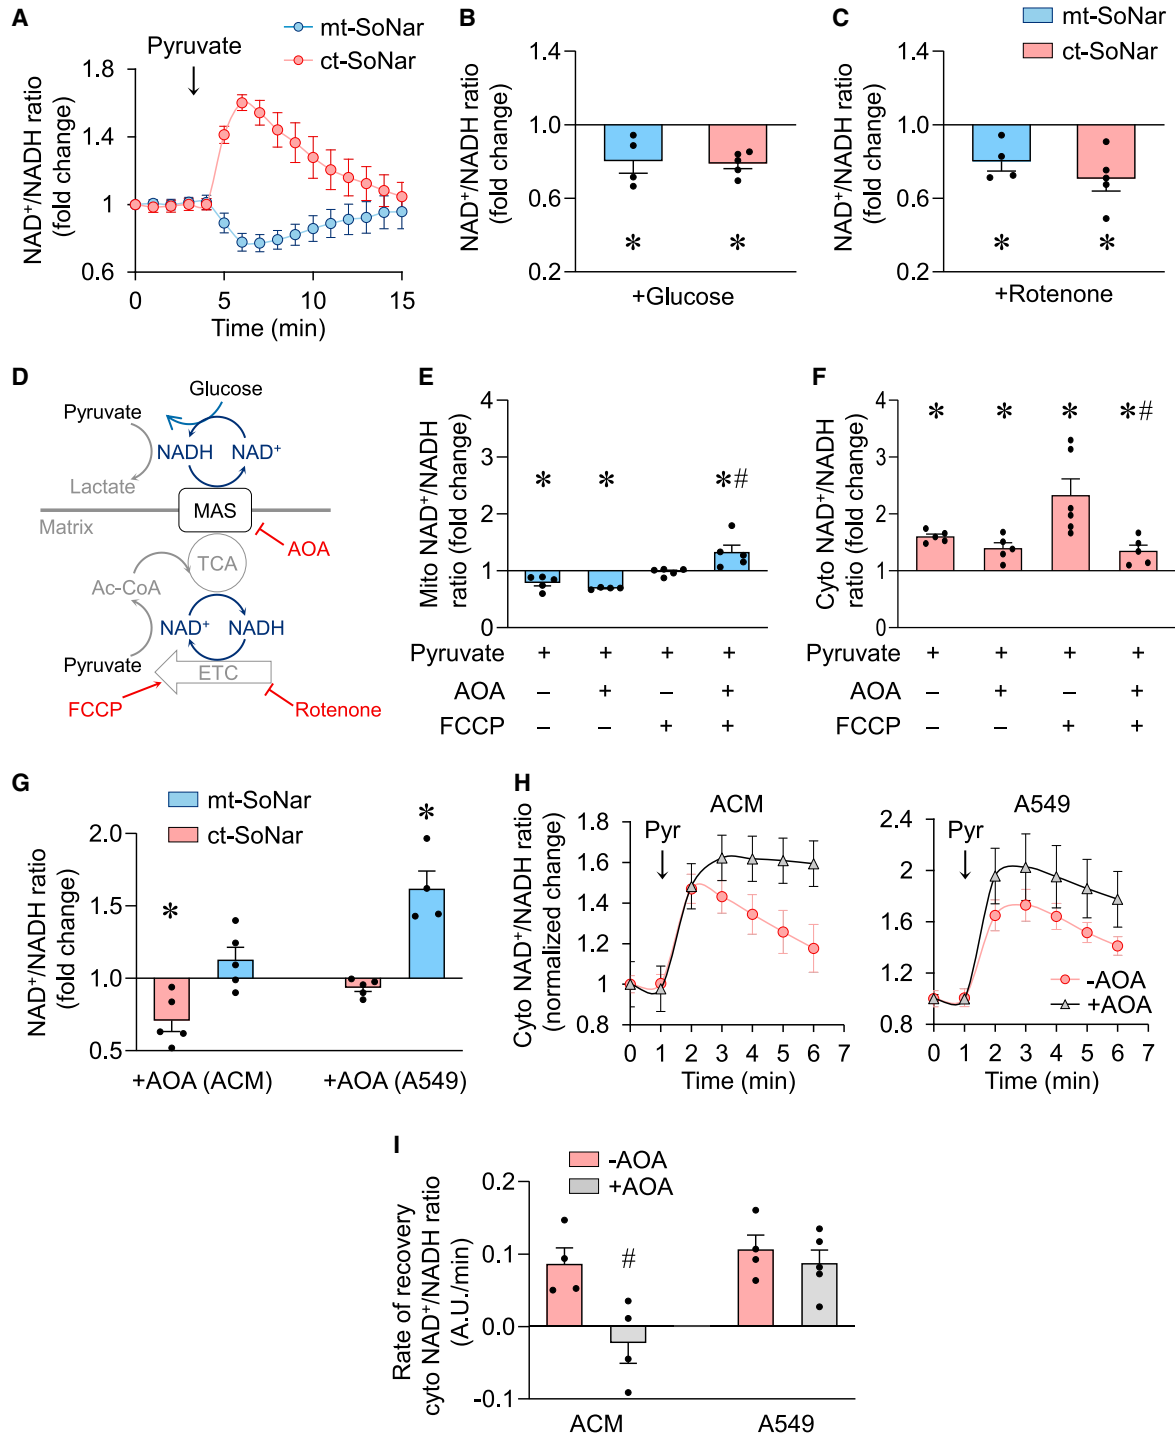 A
mt-SoNar
ct-SoNar
Pyruvate
NAD⁺/NADH ratio
(fold change)
1.8
1.4
1
0.6
0
5
10
15
Time (min)
B
NAD⁺/NADH ratio
(fold change)
1.4
1.0
0.6
0.2
*
*
+Glucose
C
mt-SoNar
ct-SoNar
NAD⁺/NADH ratio
(fold change)
1.4
1.0
0.6
0.2
*
*
+Rotenone
D
Glucose
Pyruvate
NADH
NAD⁺
Lactate
MAS
Matrix
AOA
TCA
Ac-CoA
NAD⁺
NADH
Pyruvate
ETC
FCCP
Rotenone
E
Mito NAD⁺/NADH
ratio (fold change)
4
3
2
1
0
*
*
*#
Pyruvate + + + +
AOA – + – +
FCCP – – + +
F
Cyto NAD⁺/NADH
ratio (fold change)
4
3
2
1
0
*
*
*
*#
Pyruvate + + + +
AOA – + – +
FCCP – – + +
G
mt-SoNar
ct-SoNar
NAD⁺/NADH ratio
(fold change)
2.0
1.5
1.0
0.5
*
*
+AOA (ACM)
+AOA (A549)
H
Cyto NAD⁺/NADH ratio
(normalized change)
ACM
Pyr
1.8
1.6
1.4
1.2
1.0
0.8
0 1 2 3 4 5 6 7
Time (min)
A549
Pyr
2.4
2.0
1.6
1.2
0.8
-AOA
+AOA
0 1 2 3 4 5 6 7
Time (min)
I
-AOA
+AOA
Rate of recovery
cyto NAD⁺/NADH ratio
(A.U./min)
0.2
0.1
0.0
-0.1
#
ACM
A549